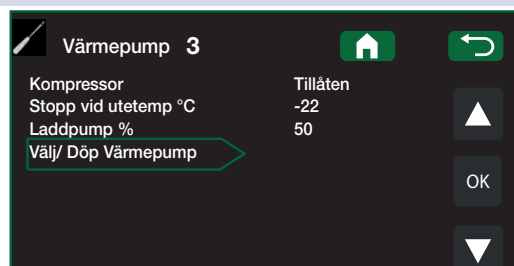 Värmepump 3
Kompressor Tillåten
Stopp vid utetemp °C -22
Laddpump % 50
Välj/ Döp Värmepump
OK